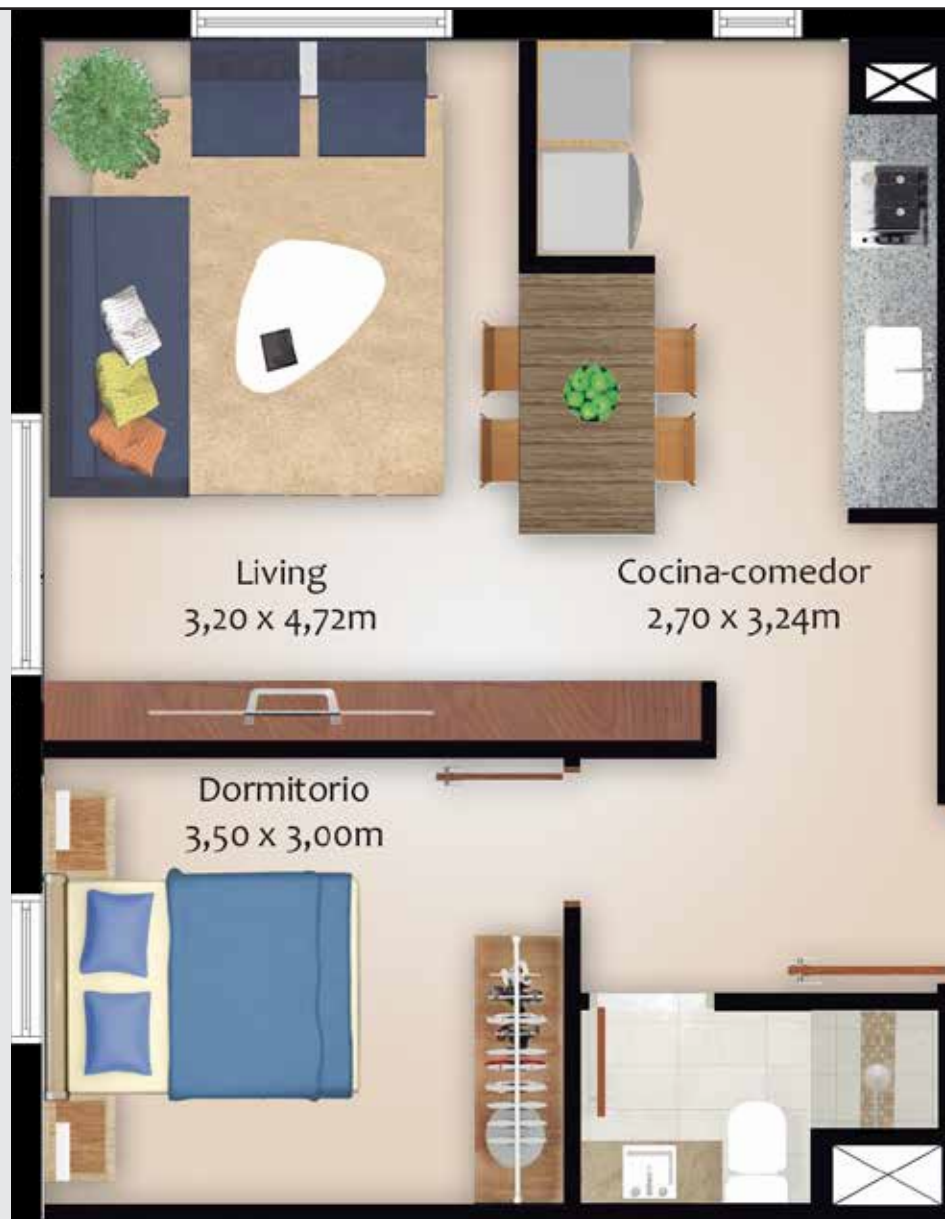 Living
3,20 x 4,72m
Cocina-comedor
2,70 x 3,24m
Dormitorio
3,50 x 3,00m